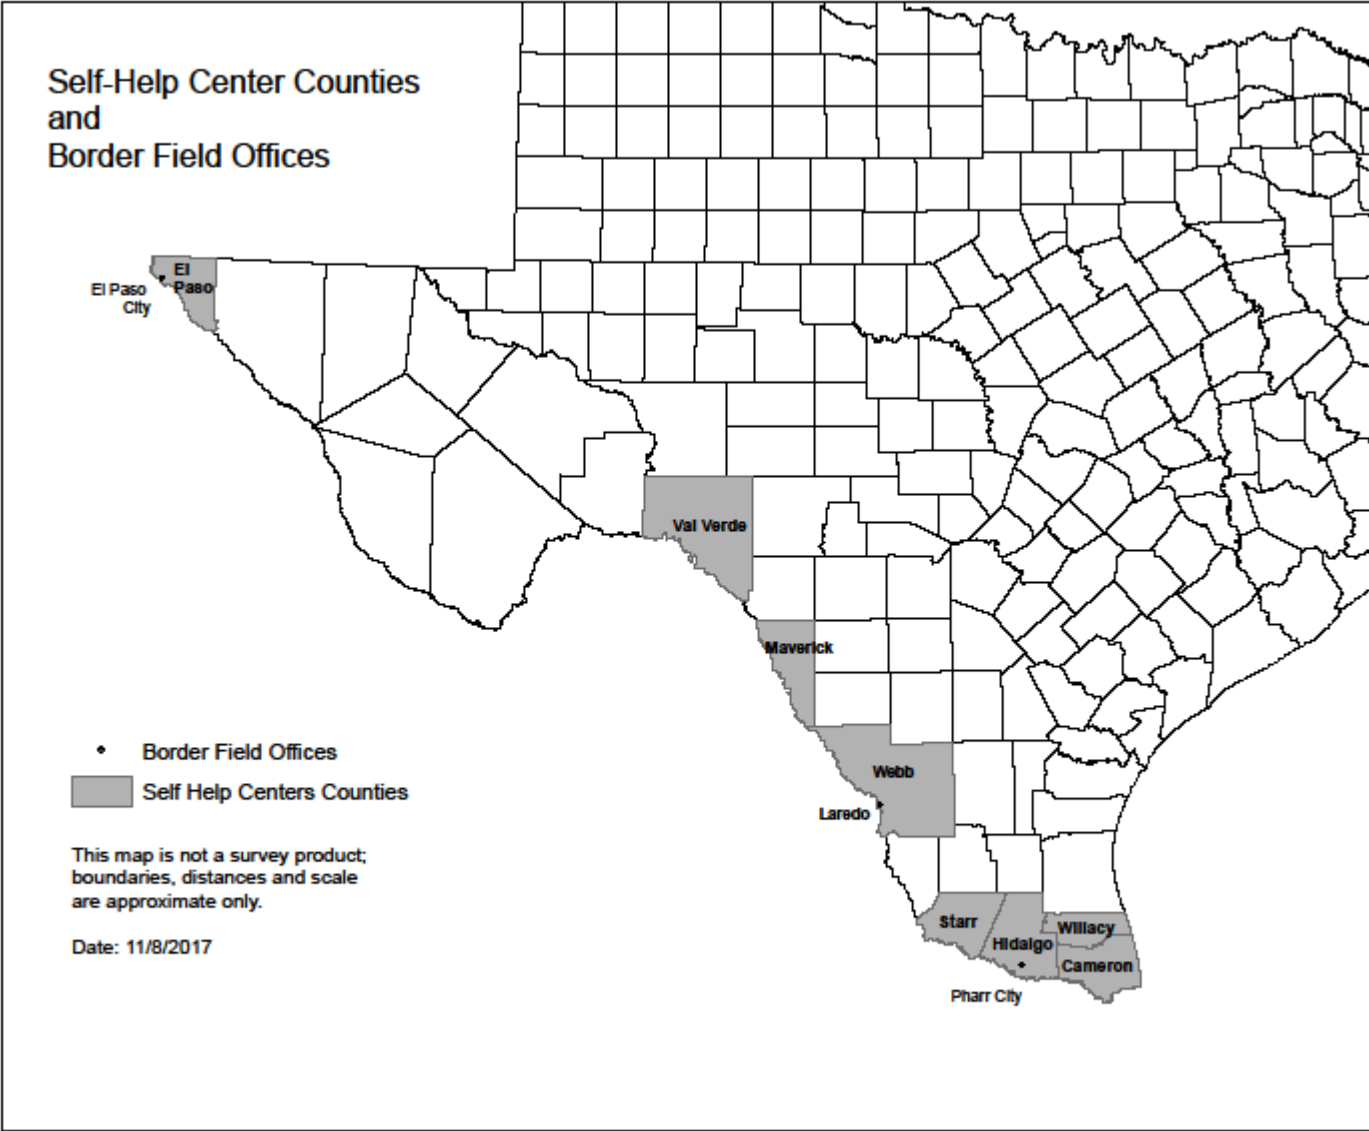 Self-Help Center Counties
and
Border Field Offices
El
Paso
El Paso
City
Val Verde
Maverick
Border Field Offices
Webb
Self Help Centers Counties
Laredo
This map is not a survey product;
boundaries, distances and scale
are approximate only.
Starr
Willacy
Hidalgo
Date: 11/8/2017
Cameron
Pharr City